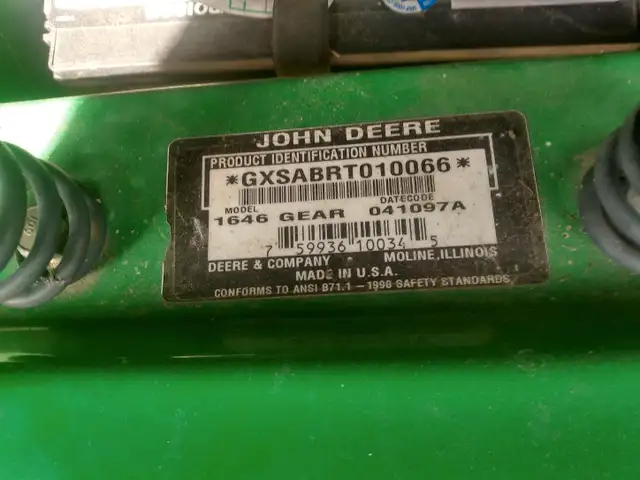 JOHN DEERE
PRODUCT IDENTIFICATION NUMBER
*GXSABRT010066*
MODEL DATECODE
1646 GEAR 041097A
7 59936 10034 5
DEERE & COMPANY MOLINE, ILLINOIS
MADE IN U.S.A.
CONFORMS TO ANSI B71.1 - 1990 SAFETY STANDARDS